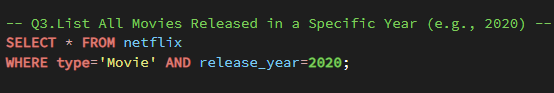 -- Q3.List All Movies Released in a Specific Year (e.g., 2020) --
SELECT * FROM netflix
WHERE type='Movie' AND release_year=2020;